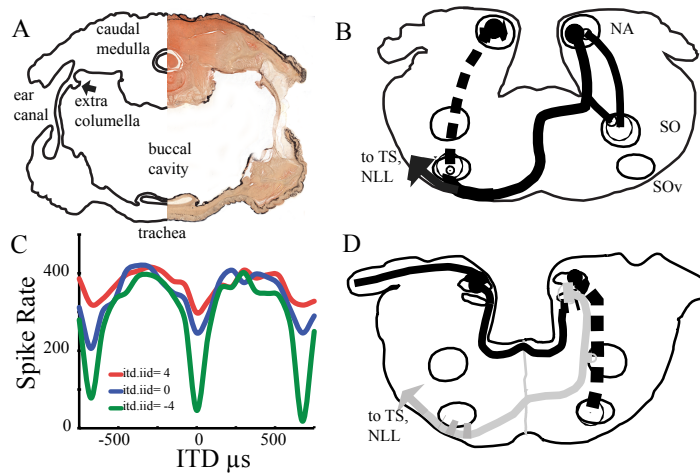 A
caudal
medulla
ear
canal
extra
columella
buccal
cavity
trachea
B
NA
SO
SOv
to TS,
NLL
C
Spike Rate
400
200
0
itd.iid= 4
itd.iid= 0
itd.iid= -4
-500
0
500
ITD µs
D
to TS,
NLL